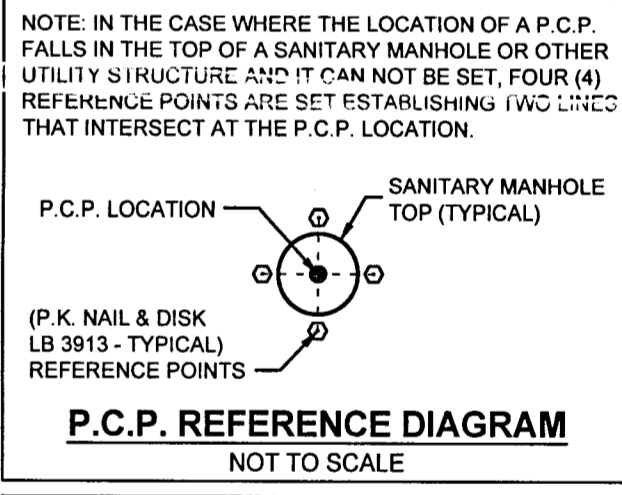 NOTE: IN THE CASE WHERE THE LOCATION OF A P.C.P.
FALLS IN THE TOP OF A SANITARY MANHOLE OR OTHER
UTILITY STRUCTURE AND IT CAN NOT BE SET, FOUR (4)
REFERENCE POINTS ARE SET ESTABLISHING TWO LINES
THAT INTERSECT AT THE P.C.P. LOCATION.
P.C.P. LOCATION
SANITARY MANHOLE
TOP (TYPICAL)
(P.K. NAIL & DISK
LB 3913 - TYPICAL)
REFERENCE POINTS
P.C.P. REFERENCE DIAGRAM
NOT TO SCALE